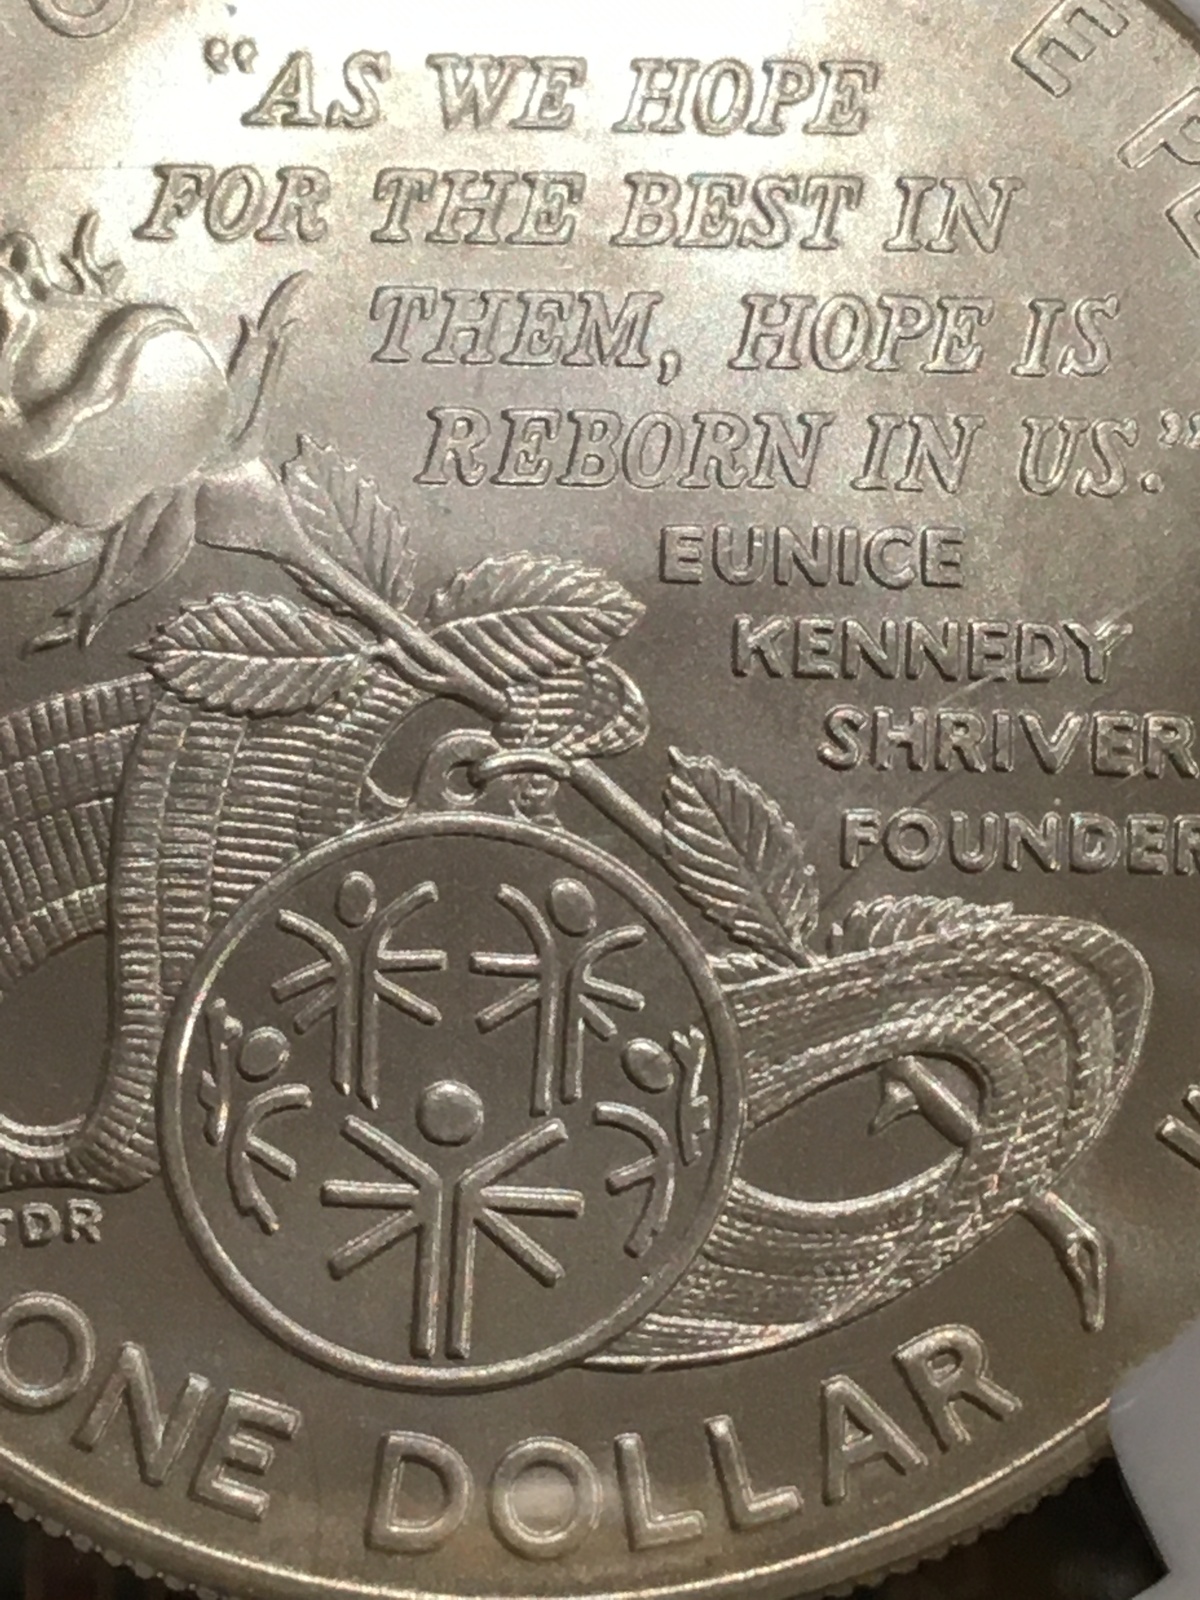 "AS WE HOPE
FOR THE BEST IN
THEM, HOPE IS
REBORN IN US."
EUNICE
KENNEDY
SHRIVER
FOUNDER
TDR
ONE DOLLAR